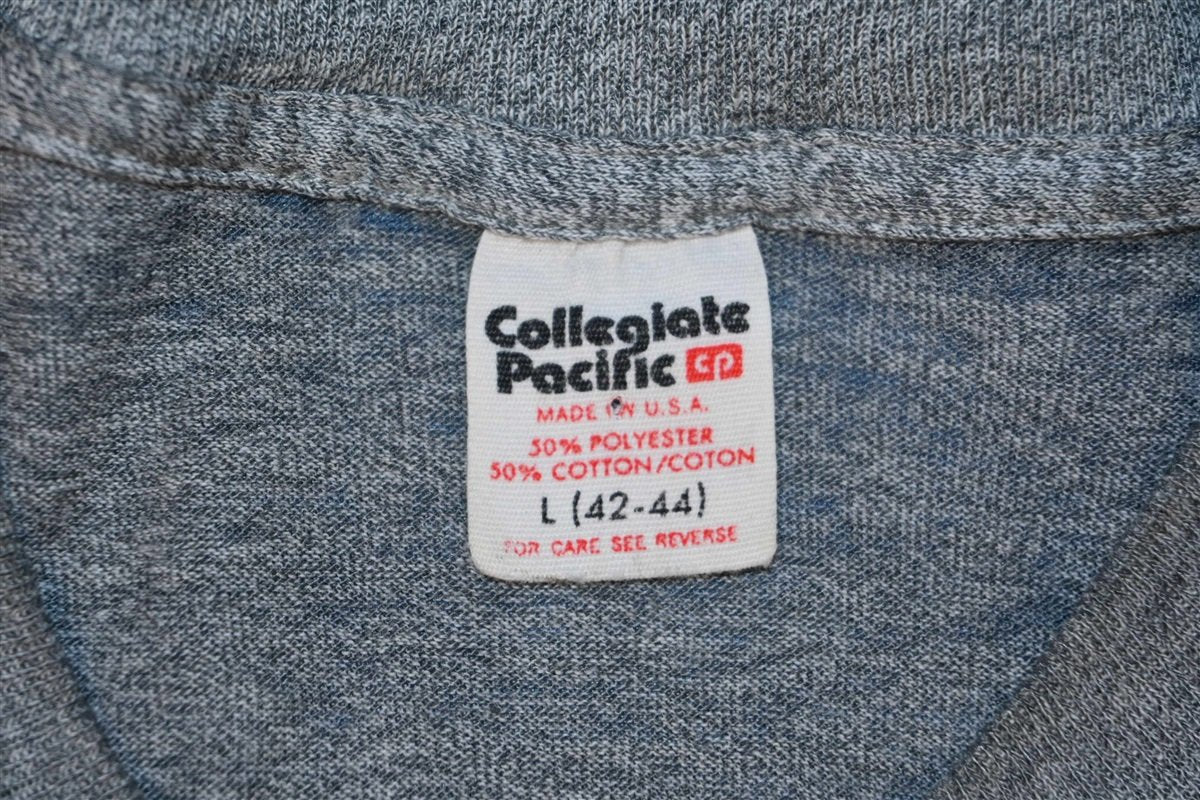 Collegiate
Pacific CP
MADE IN U.S.A.
50% POLYESTER
50% COTTON/COTON
L (42-44)
FOR CARE SEE REVERSE